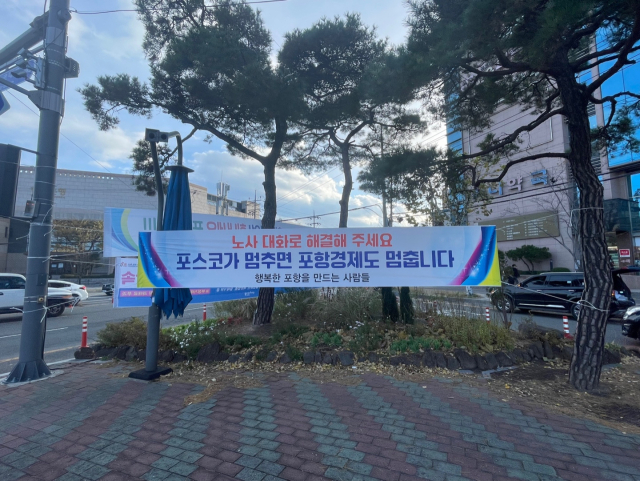 노사 대화로 해결해 주세요
포스코가 멈추면 포항경제도 멈춥니다
행복한 포항을 만드는 사람들